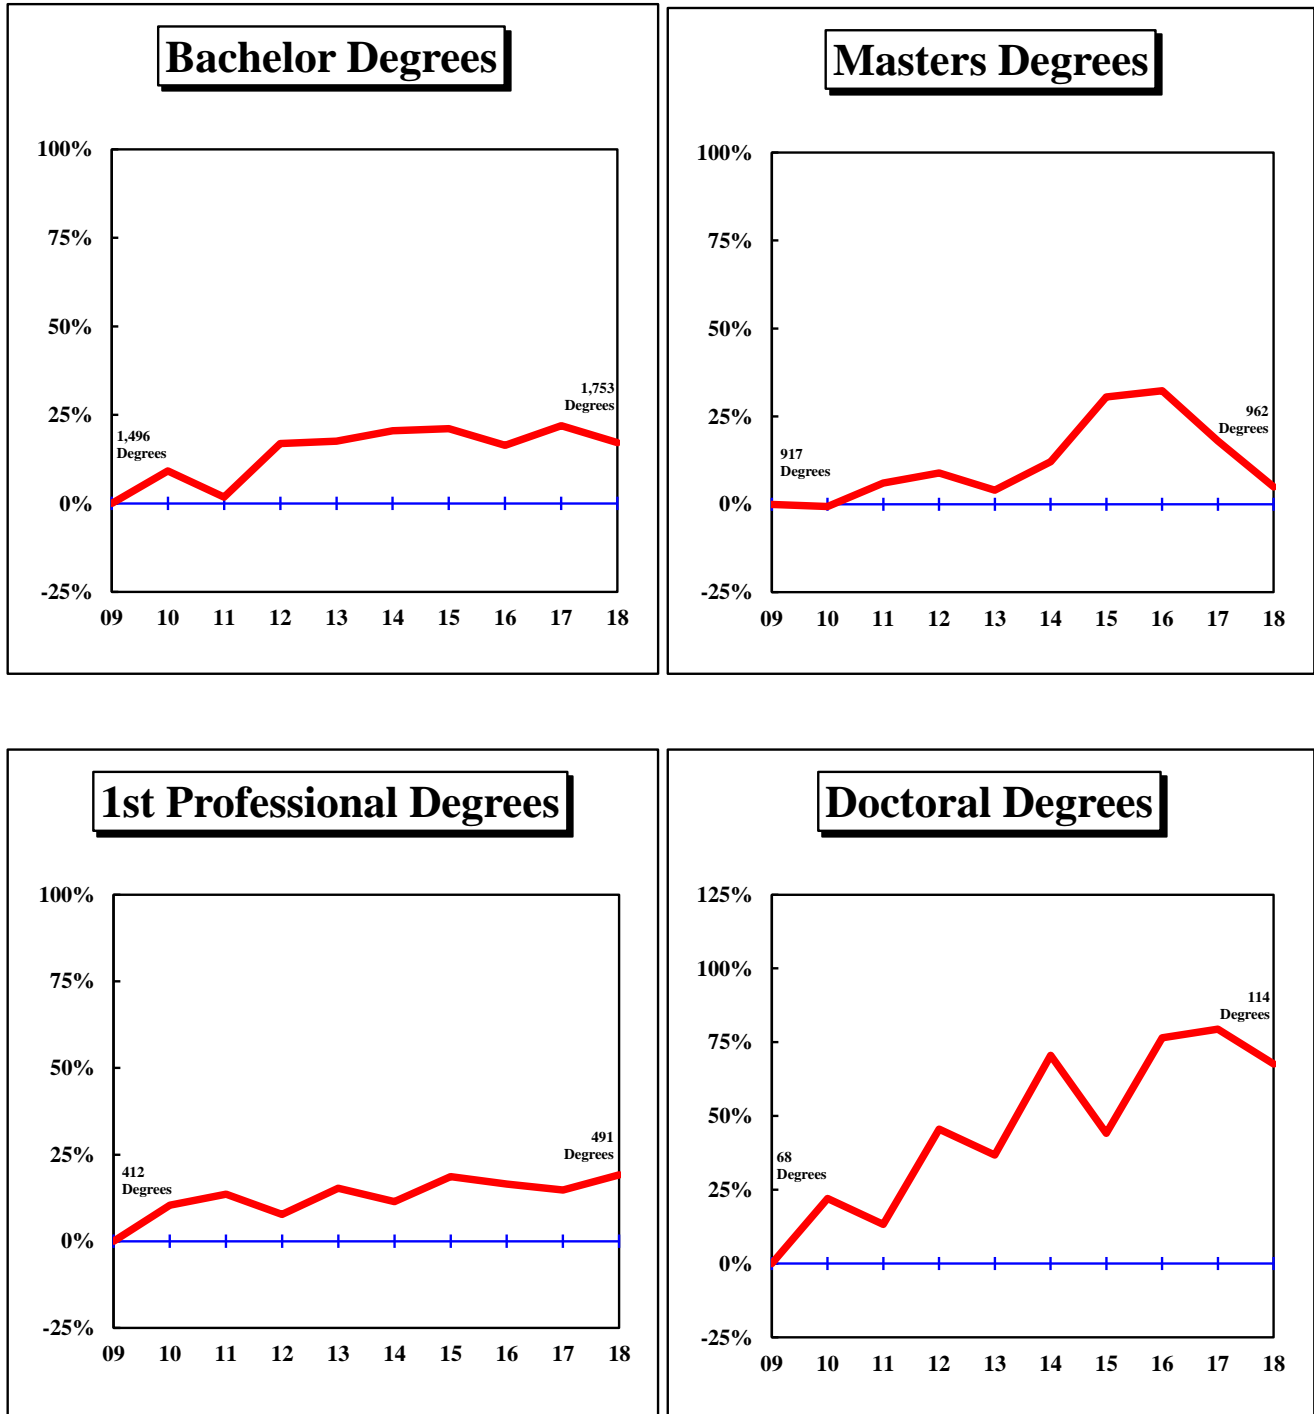 Bachelor Degrees
100%
75%
50%
25%
0%
-25%
1,496
Degrees
1,753
Degrees
09 10 11 12 13 14 15 16 17 18
Masters Degrees
100%
75%
50%
25%
0%
-25%
917
Degrees
962
Degrees
09 10 11 12 13 14 15 16 17 18
1st Professional Degrees
100%
75%
50%
25%
0%
-25%
412
Degrees
491
Degrees
09 10 11 12 13 14 15 16 17 18
Doctoral Degrees
125%
100%
75%
50%
25%
0%
-25%
68
Degrees
114
Degrees
09 10 11 12 13 14 15 16 17 18